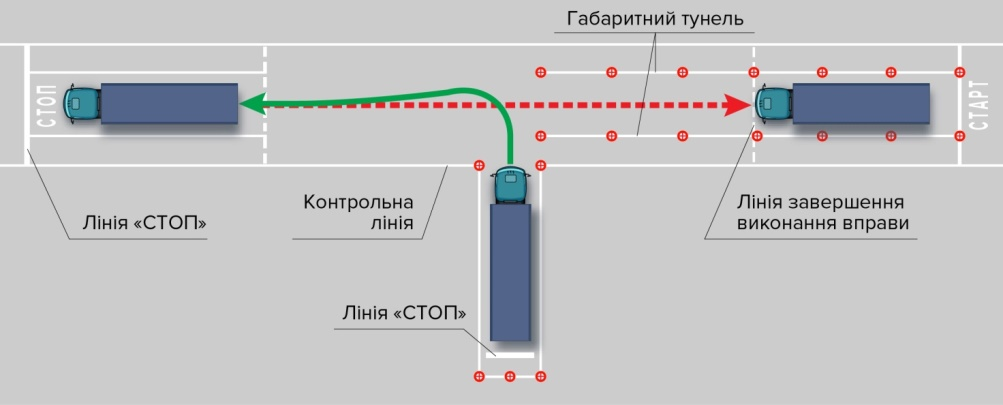 Габаритний тунель
СТОП
СТАРТ
Лінія «СТОП»
Контрольна
лінія
Лінія завершення
виконання вправи
Лінія «СТОП»